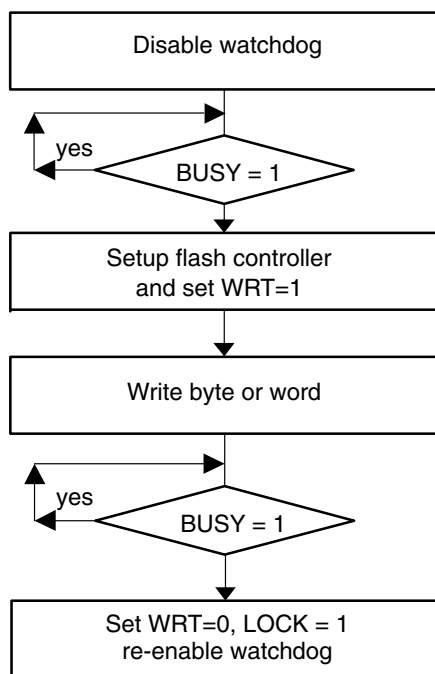 Disable watchdog
yes
BUSY = 1
Setup flash controller
and set WRT=1
Write byte or word
yes
BUSY = 1
Set WRT=0, LOCK = 1
re-enable watchdog